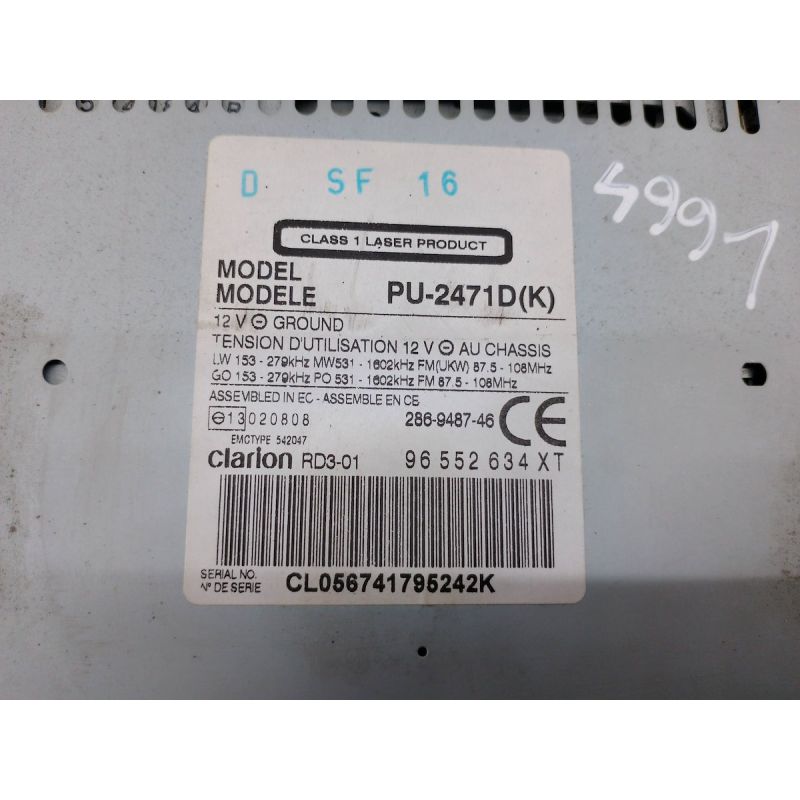 D SF 16
4991
CLASS 1 LASER PRODUCT
MODEL
MODELE PU-2471D(K)
12 V ⊖ GROUND
TENSION D'UTILISATION 12 V ⊖ AU CHASSIS
LW 153 - 279kHz MW531 - 1602kHz FM(UKW) 87.5 - 108MHz
GO 153 - 279kHz PO 531 - 1602kHz FM 87.5 - 108MHz
ASSEMBLED IN EC - ASSEMBLE EN CE
⊖13 020808 286-9487-46 CE
EMCTYPE 542047
clarion RD3-01 96 552 634 XT
SERIAL NO.
N° DE SERIE CL056741795242K